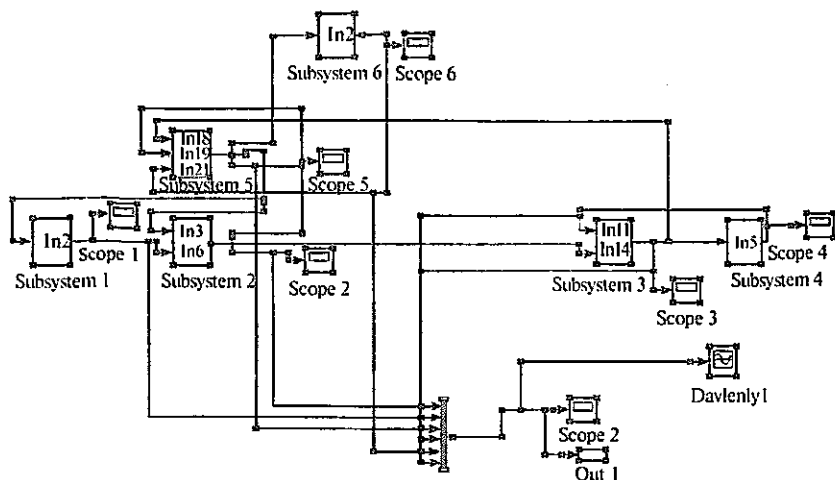 In2
Subsystem 6
Scope 6
In18
In19
In21
Subsystem 5
Scope 5
In2
Subsystem 1
Scope 1
In3
In6
Subsystem 2
Scope 2
In11
In14
Subsystem 3
Scope 3
In5
Subsystem 4
Scope 4
Davlenly1
Scope 2
Out 1